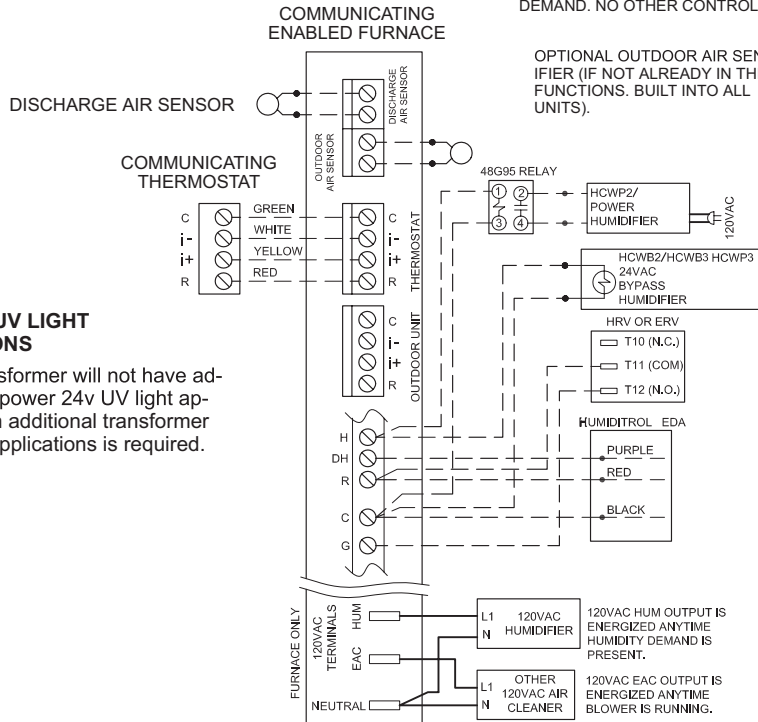 DEMAND. NO OTHER CONTROL
COMMUNICATING
ENABLED FURNACE
OPTIONAL OUTDOOR AIR SEN
IFIER (IF NOT ALREADY IN TH
FUNCTIONS. BUILT INTO ALL
UNITS).
DISCHARGE AIR SENSOR
DISCHARGE
AIR SENSOR
OUTDOOR
AIR SENSOR
COMMUNICATING
THERMOSTAT
48G95 RELAY
1 2
3 4
HCWP2/
POWER
HUMIDIFIER
120VAC
C GREEN C
i- WHITE i-
i+ YELLOW i+
R RED R
THERMOSTAT
HCWB2/HCWB3 HCWP3
24VAC
BYPASS
HUMIDIFIER
UV LIGHT
ONS
sformer will not have ad-
power 24v UV light ap-
n additional transformer
applications is required.
C
i-
i+
R
OUTDOOR UNIT
HRV OR ERV
T10 (N.C.)
T11 (COM)
T12 (N.O.)
HUMIDITROL EDA
PURPLE
RED
BLACK
H
DH
R
C
G
FURNACE ONLY
120VAC
TERMINALS
HUM
EAC
NEUTRAL
L1 120VAC
N HUMIDIFIER
120VAC HUM OUTPUT IS
ENERGIZED ANYTIME
HUMIDITY DEMAND IS
PRESENT.
L1 OTHER
120VAC AIR
N CLEANER
120VAC EAC OUTPUT IS
ENERGIZED ANYTIME
BLOWER IS RUNNING.